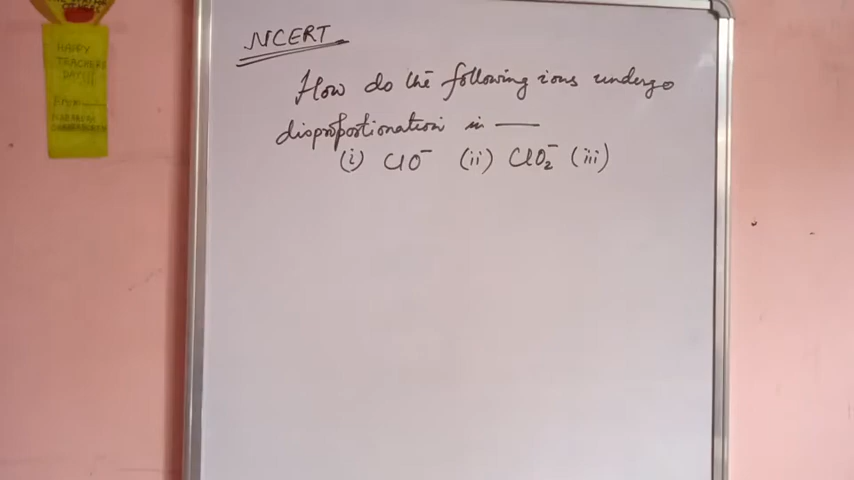 HAPPY
TEACHERS
DAY!!!
NCERT
How do the following ions undergo
disproportionation in —
(i) ClO⁻ (ii) ClO₂⁻ (iii)